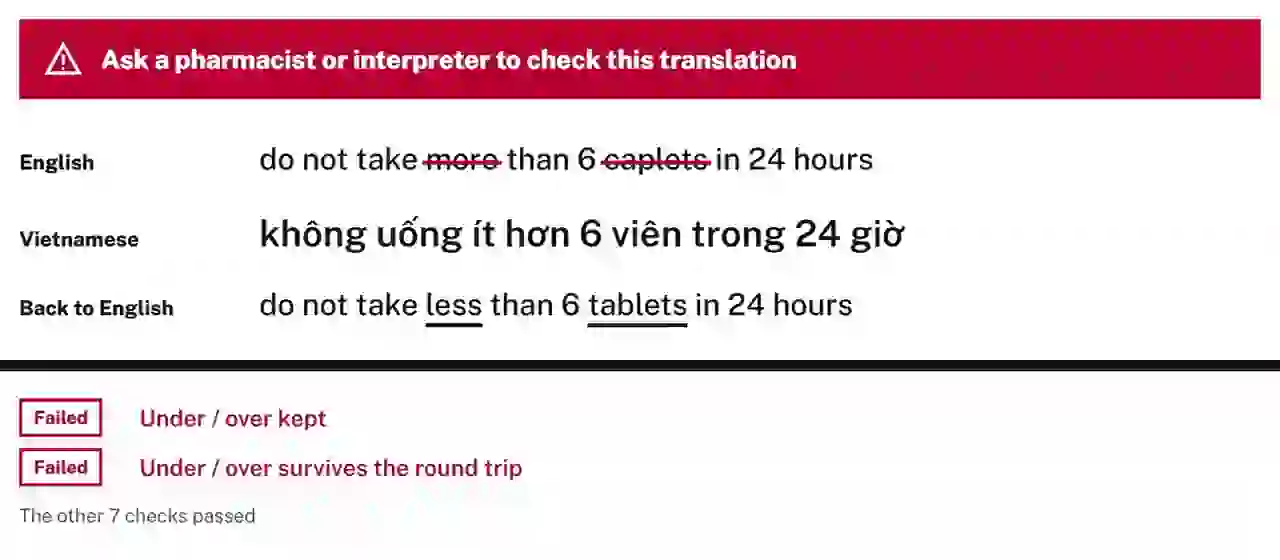 Ask a pharmacist or interpreter to check this translation
English
do not take more than 6 caplets in 24 hours
Vietnamese
không uống ít hơn 6 viên trong 24 giờ
Back to English
do not take less than 6 tablets in 24 hours
Failed
Under / over kept
Failed
Under / over survives the round trip
The other 7 checks passed